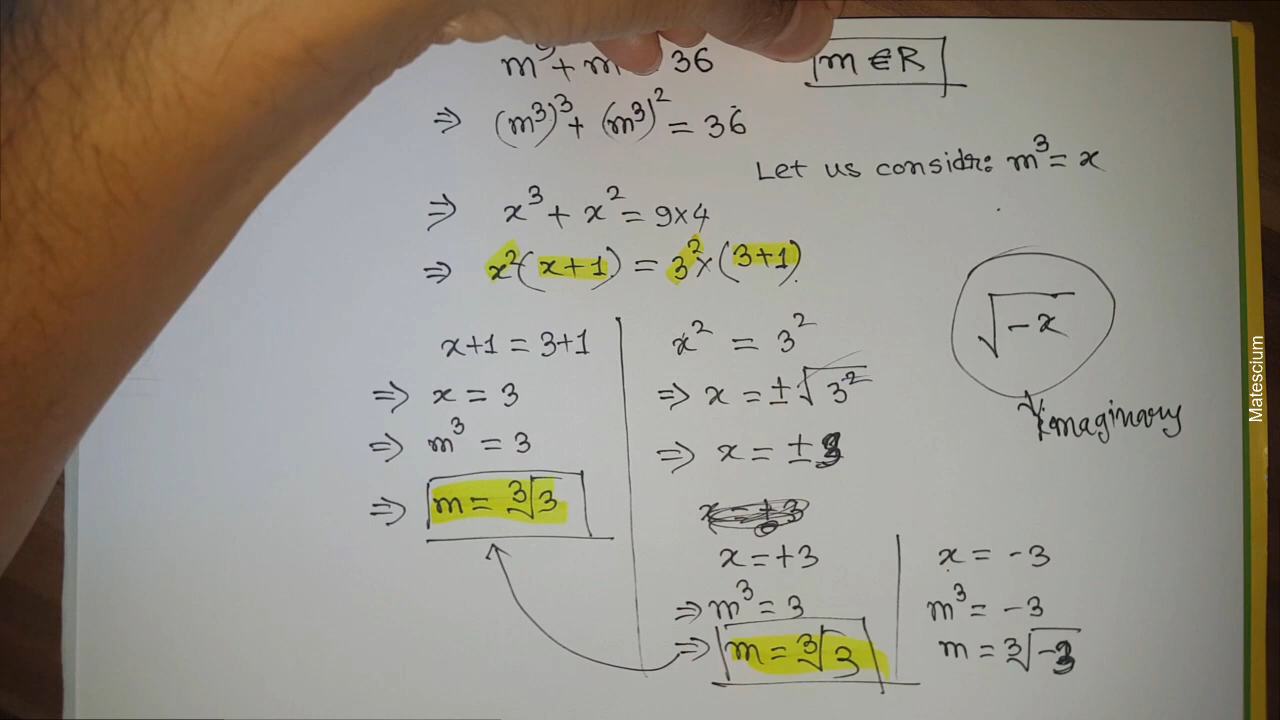 m⁹ + m = 36 m ∈ R
⇒ (m³)³ + (m³)² = 36
Let us considr: m³ = x
⇒ x³ + x² = 9×4
⇒ x²(x+1) = 3²×(3+1)
x+1 = 3+1
⇒ x = 3
⇒ m³ = 3
⇒ m = ∛3
x² = 3²
⇒ x = ±√3²
⇒ x = ±3
x = +3
⇒ m³ = 3
⇒ m = ∛3
x = -3
m³ = -3
m = ∛-3
√-x
imaginary
Matescium